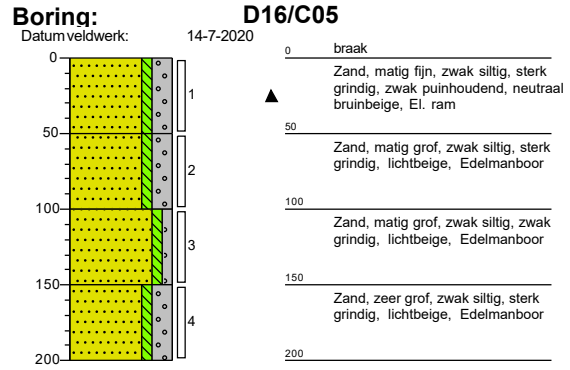 Boring: D16/C05
Datum veldwerk: 14-7-2020
0 braak
0
Zand, matig fijn, zwak siltig, sterk
grindig, zwak puinhoudend, neutraal
bruinbeige, El. ram
1
50
50
Zand, matig grof, zwak siltig, sterk
grindig, lichtbeige, Edelmanboor
2
100
100
Zand, matig grof, zwak siltig, zwak
grindig, lichtbeige, Edelmanboor
3
150
150
Zand, zeer grof, zwak siltig, sterk
grindig, lichtbeige, Edelmanboor
4
200
200